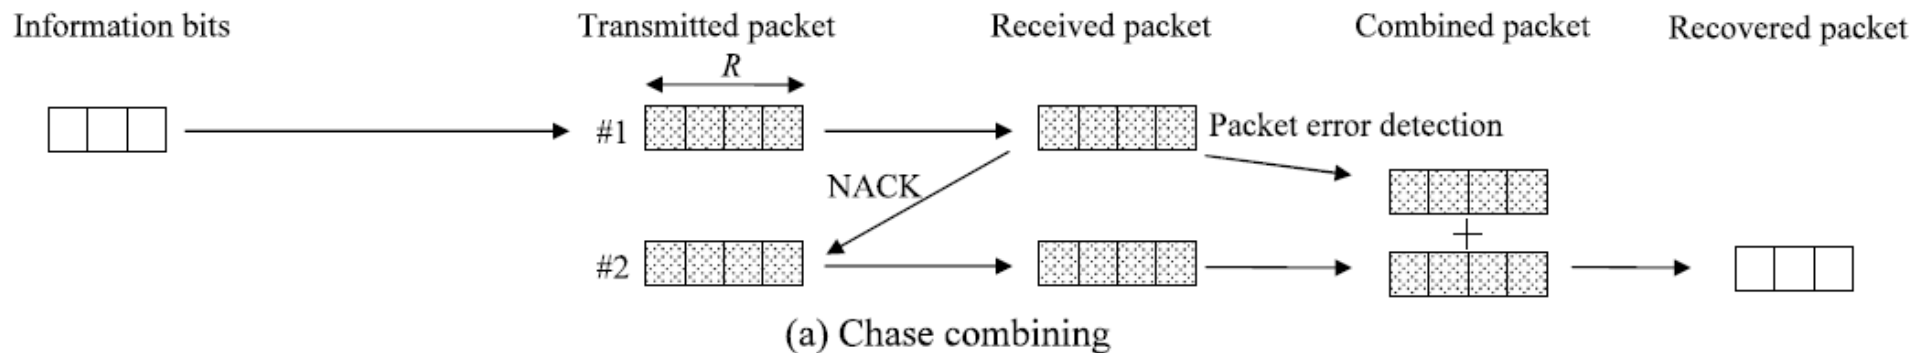 Information bits
Transmitted packet
Received packet
Combined packet
Recovered packet
R
#1
Packet error detection
NACK
+
#2
(a) Chase combining